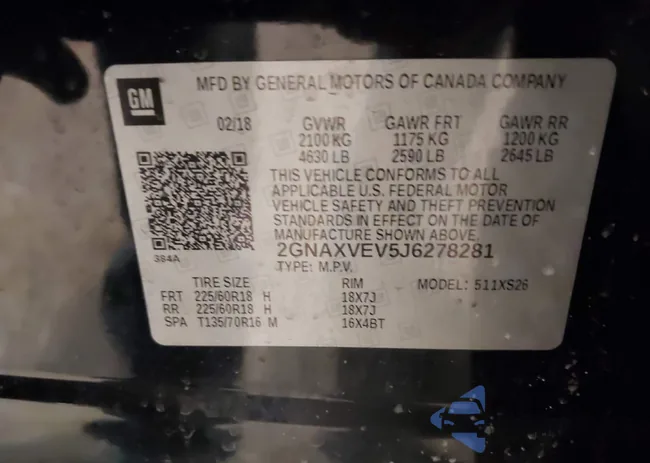 GM
MFD BY GENERAL MOTORS OF CANADA COMPANY
02/18 GVWR GAWR FRT GAWR RR
2100 KG 1175 KG 1200 KG
4630 LB 2590 LB 2645 LB
THIS VEHICLE CONFORMS TO ALL
APPLICABLE U.S. FEDERAL MOTOR
VEHICLE SAFETY AND THEFT PREVENTION
STANDARDS IN EFFECT ON THE DATE OF
MANUFACTURE SHOWN ABOVE.
2GNAXVEV5J6278281
384A
TYPE: M.P.V.
TIRE SIZE RIM MODEL: 511XS26
FRT 225/60R18 H 18X7J
RR 225/60R18 H 18X7J
SPA T135/70R16 M 16X4BT